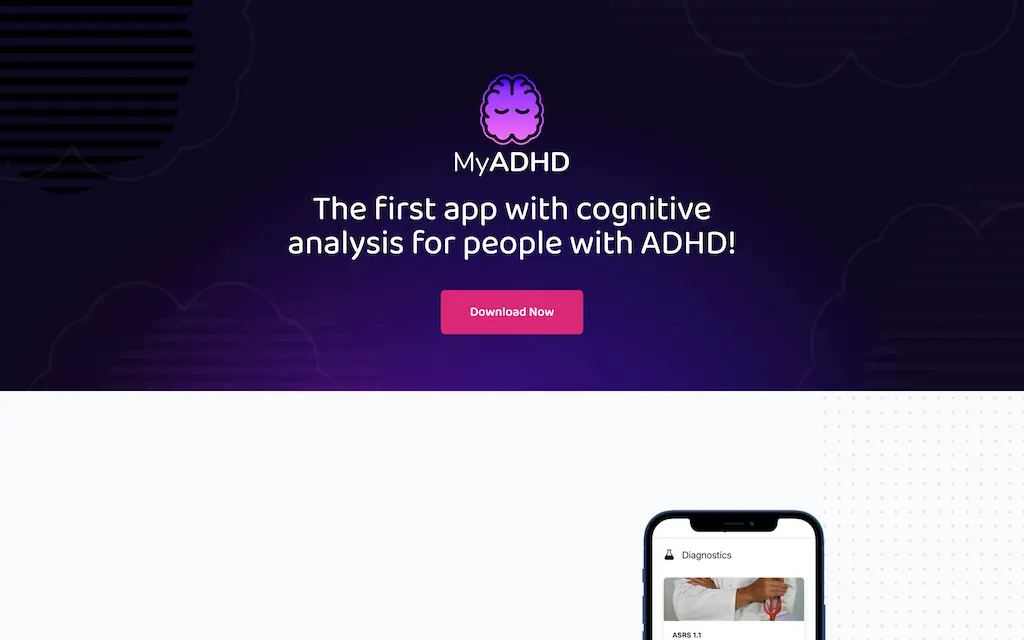 MyADHD
The first app with cognitive
analysis for people with ADHD!
Download Now
Diagnostics
ASRS 1.1